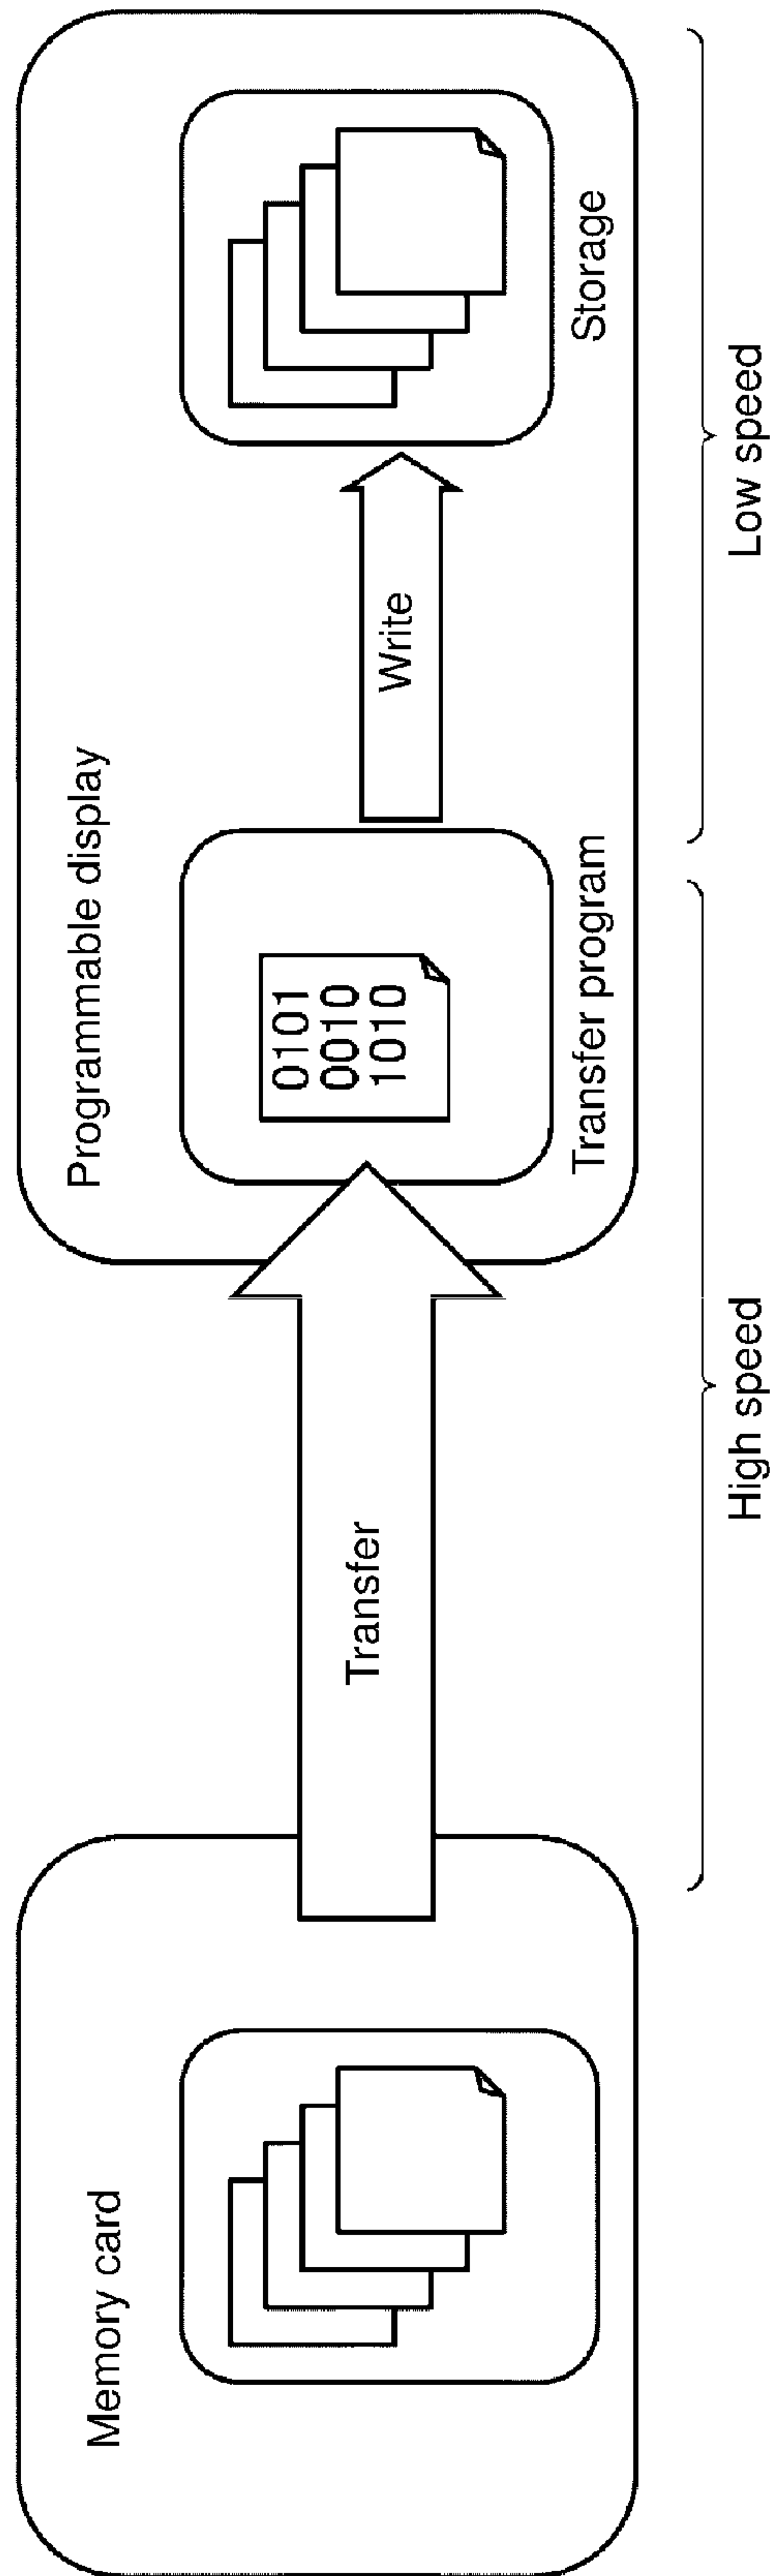 Memory card
Transfer
Programmable display
0101
0010
1010
Transfer program
Write
Storage
High speed
Low speed